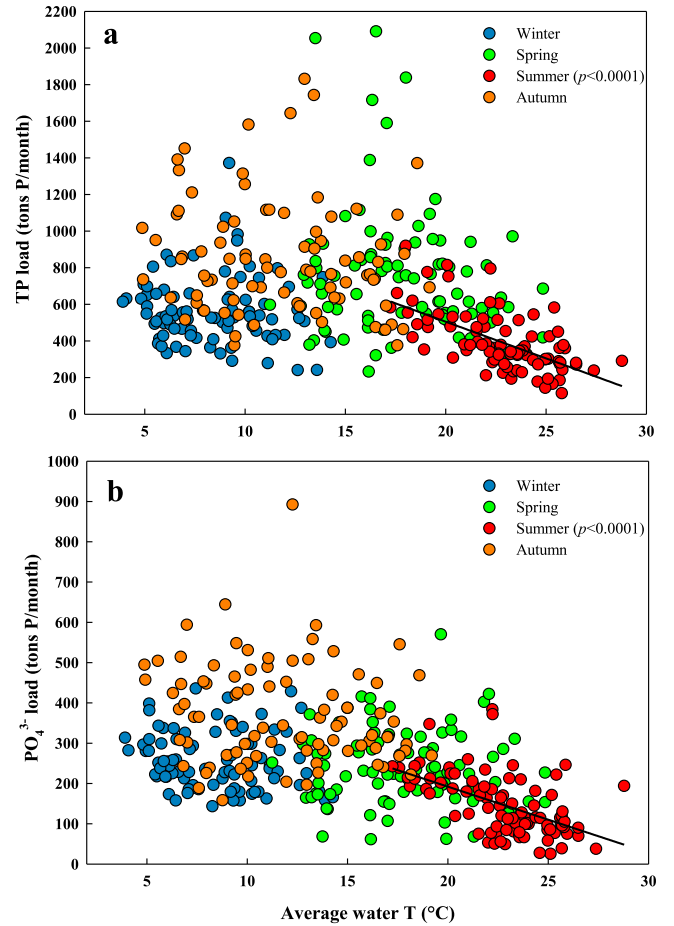 a
TP load (tons P/month)
2200
2000
1800
1600
1400
1200
1000
800
600
400
200
0
Winter
Spring
Summer (p<0.0001)
Autumn
5 10 15 20 25 30
b
PO₄³⁻ load (tons P/month)
1000
900
800
700
600
500
400
300
200
100
0
Winter
Spring
Summer (p<0.0001)
Autumn
5 10 15 20 25 30
Average water T (°C)